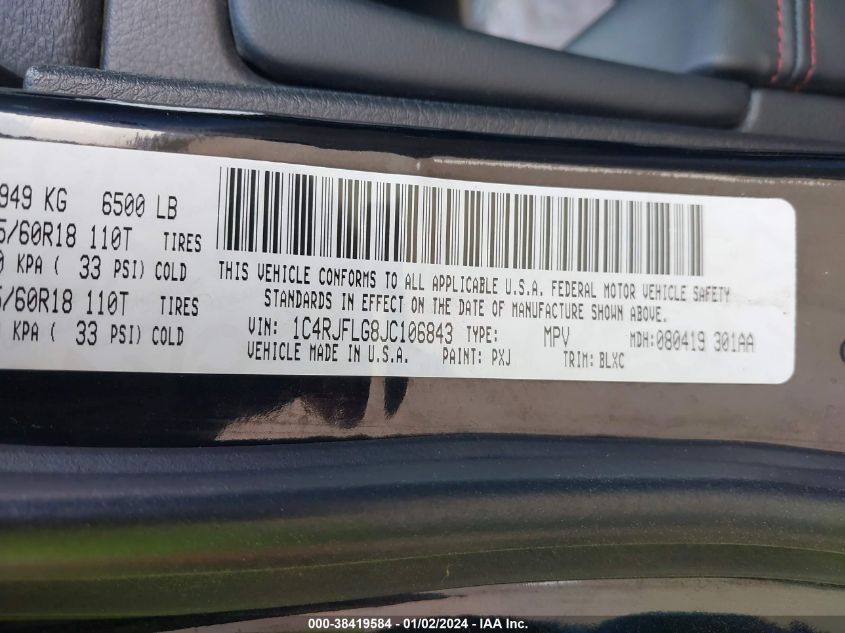 949 KG 6500 LB
5/60R18 110T TIRES
0 KPA ( 33 PSI) COLD
5/60R18 110T TIRES
KPA ( 33 PSI) COLD
THIS VEHICLE CONFORMS TO ALL APPLICABLE U.S.A. FEDERAL MOTOR VEHICLE SAFETY
STANDARDS IN EFFECT ON THE DATE OF MANUFACTURE SHOWN ABOVE.
VIN: 1C4RJFLG8JC106843 TYPE: MPV MDH:080419 301AA
VEHICLE MADE IN U.S.A. PAINT: PXJ TRIM: BLXC
000-38419584 - 01/02/2024 - IAA Inc.